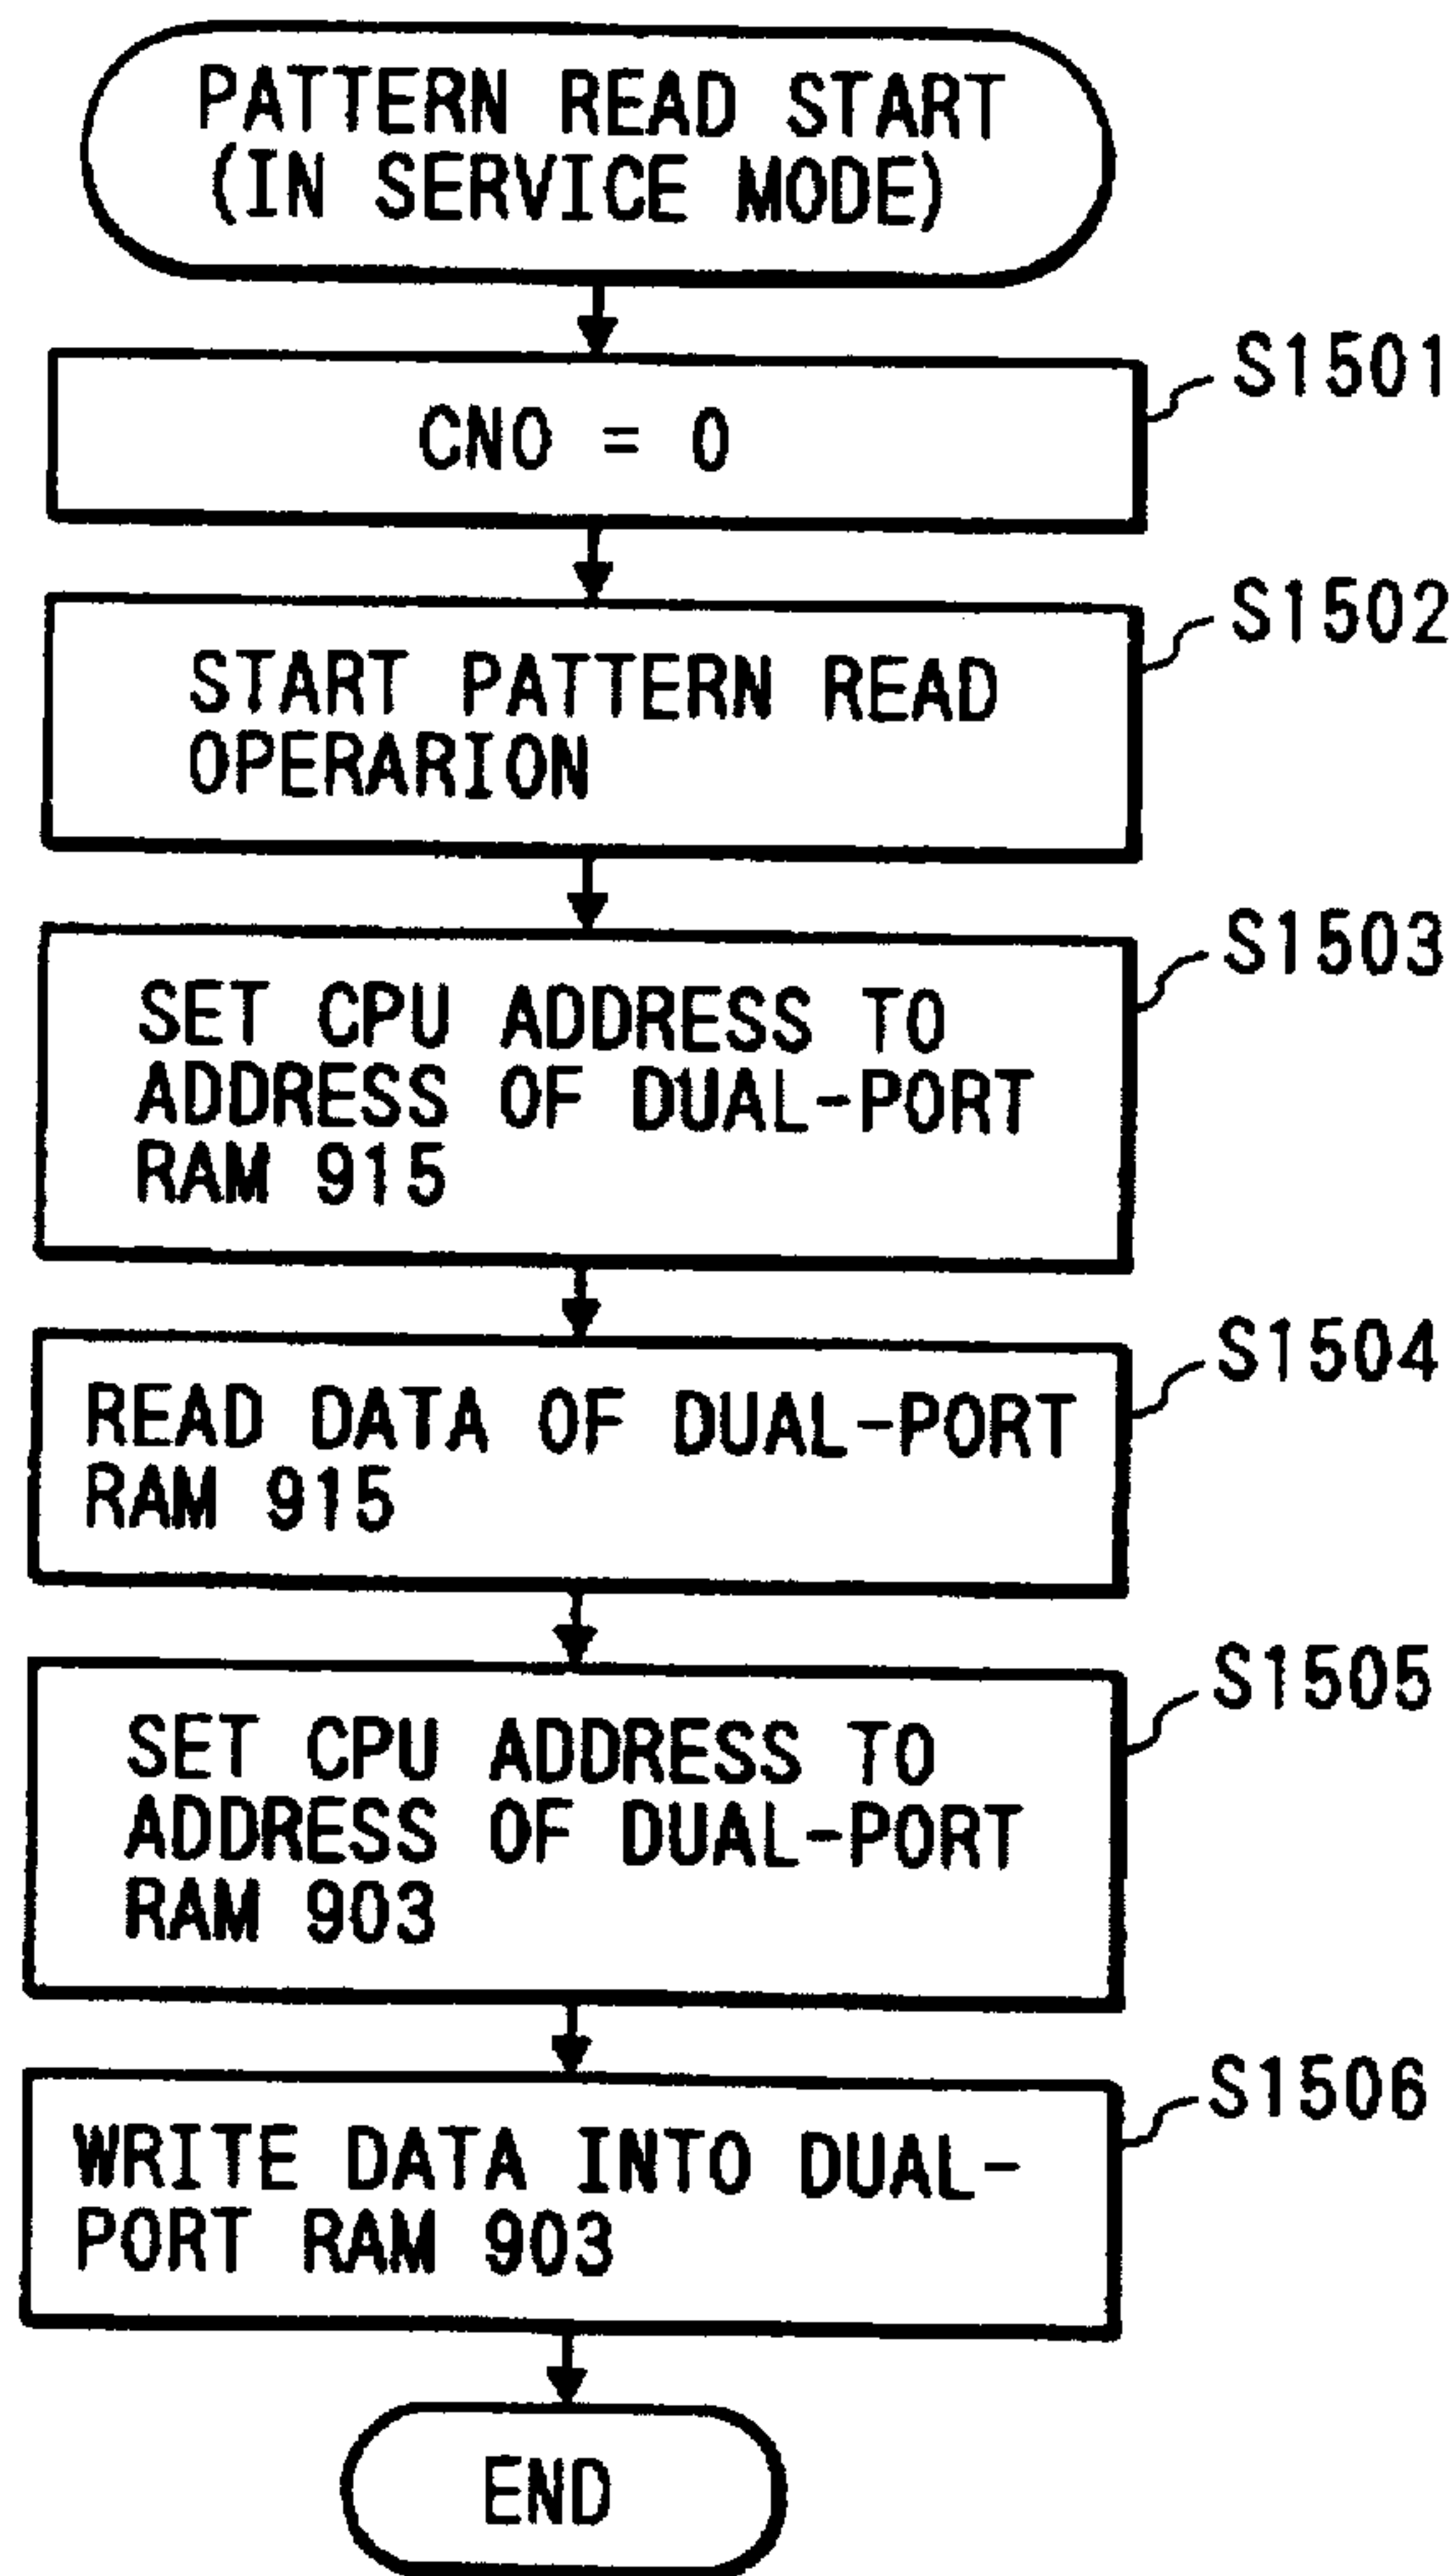 PATTERN READ START
(IN SERVICE MODE)
S1501
CNO = 0
S1502
START PATTERN READ
OPERARION
S1503
SET CPU ADDRESS TO
ADDRESS OF DUAL-PORT
RAM 915
S1504
READ DATA OF DUAL-PORT
RAM 915
S1505
SET CPU ADDRESS TO
ADDRESS OF DUAL-PORT
RAM 903
S1506
WRITE DATA INTO DUAL-
PORT RAM 903
END